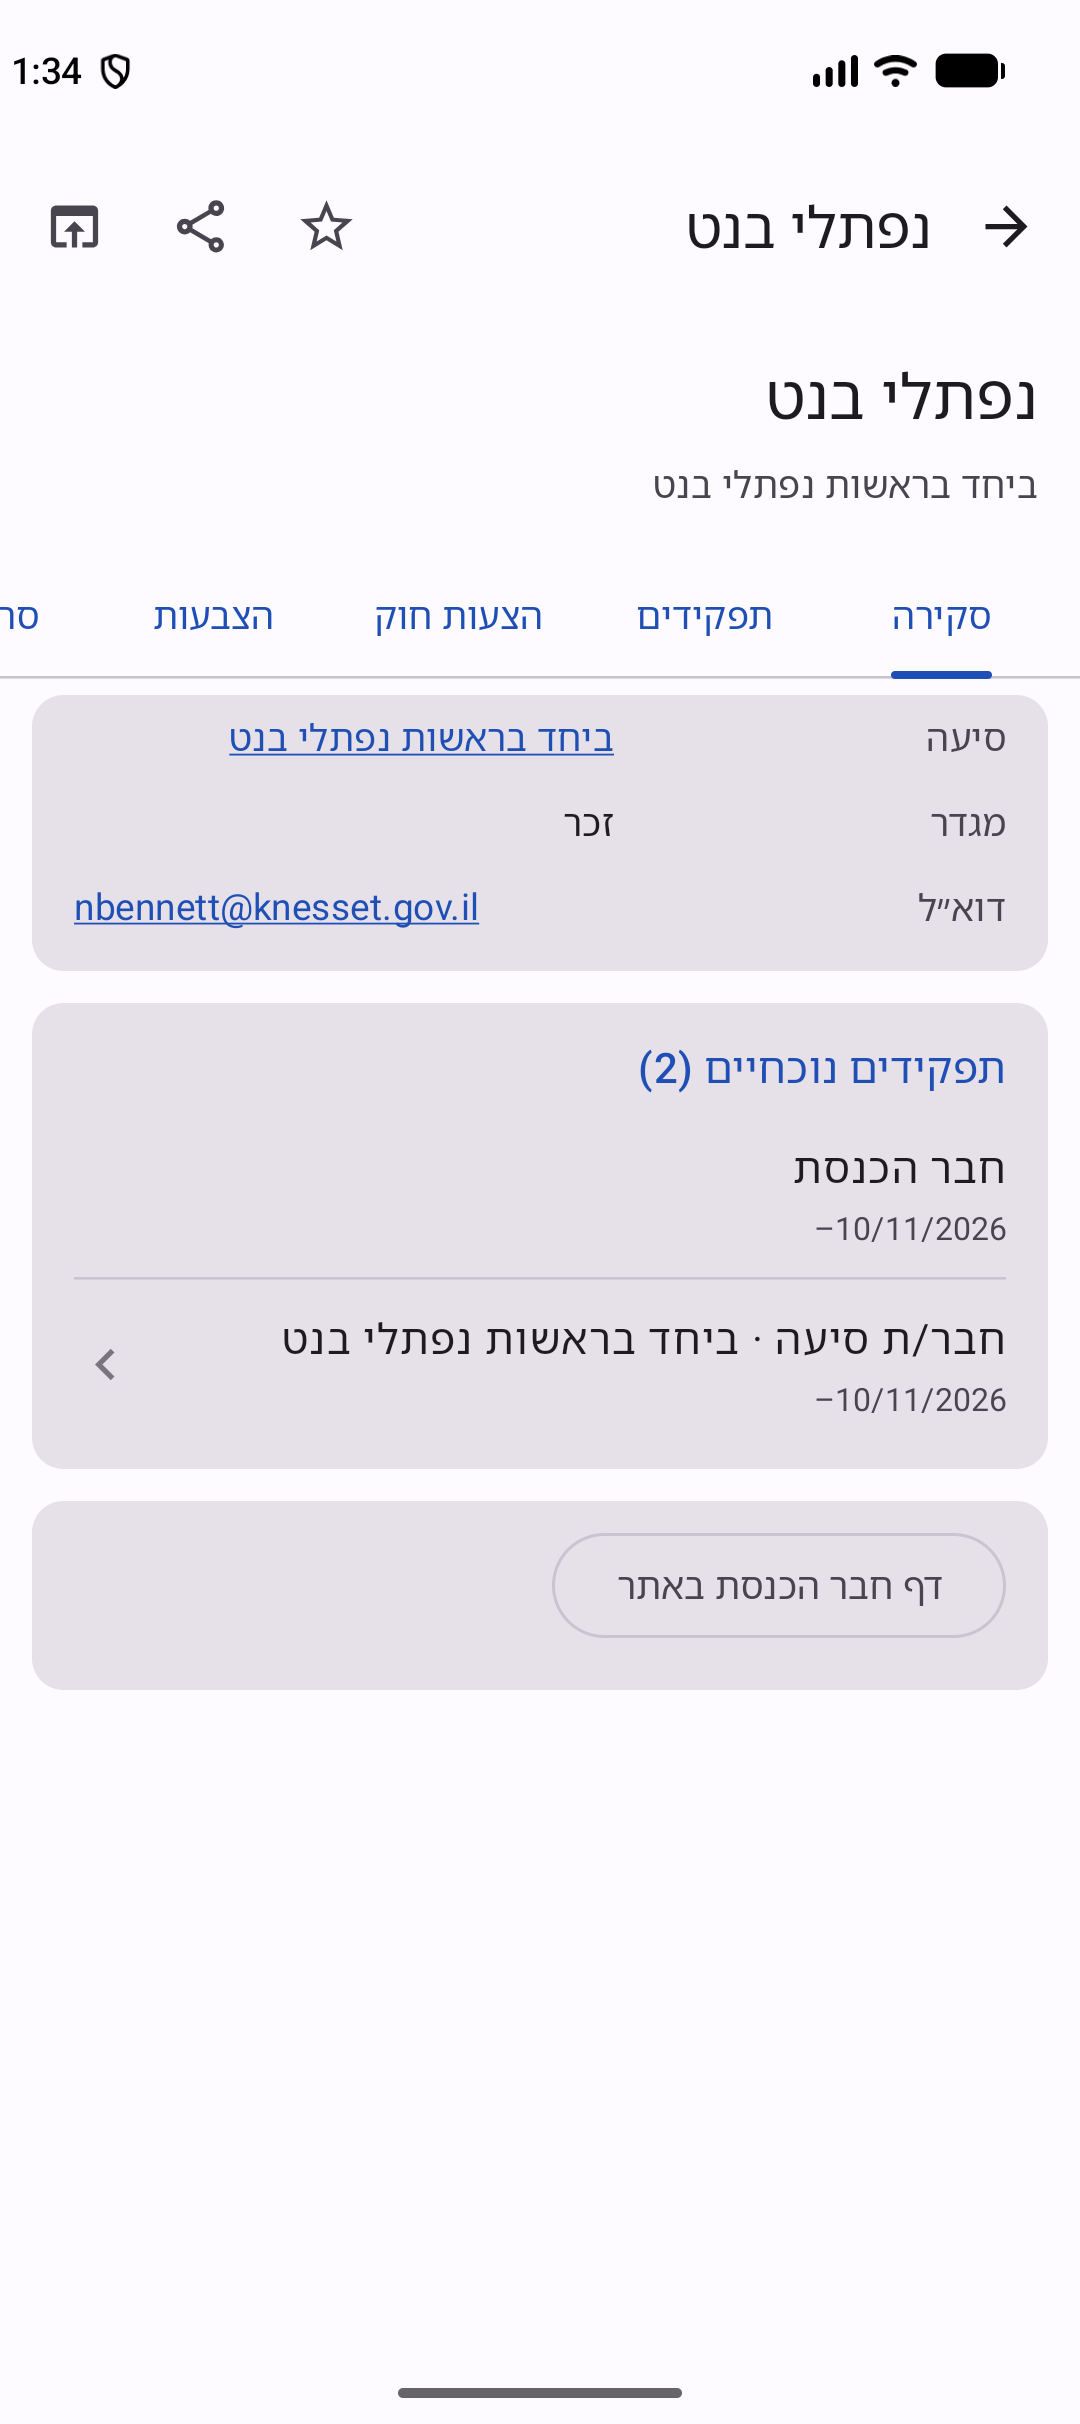 1:34
נפתלי בנט
נפתלי בנט
ביחד בראשות נפתלי בנט
סקירה תפקידים הצעות חוק הצבעות סר
סיעה ביחד בראשות נפתלי בנט
מגדר זכר
דוא״ל nbennett@knesset.gov.il
תפקידים נוכחיים (2)
חבר הכנסת
10/11/2026–
חבר/ת סיעה · ביחד בראשות נפתלי בנט
10/11/2026–
דף חבר הכנסת באתר